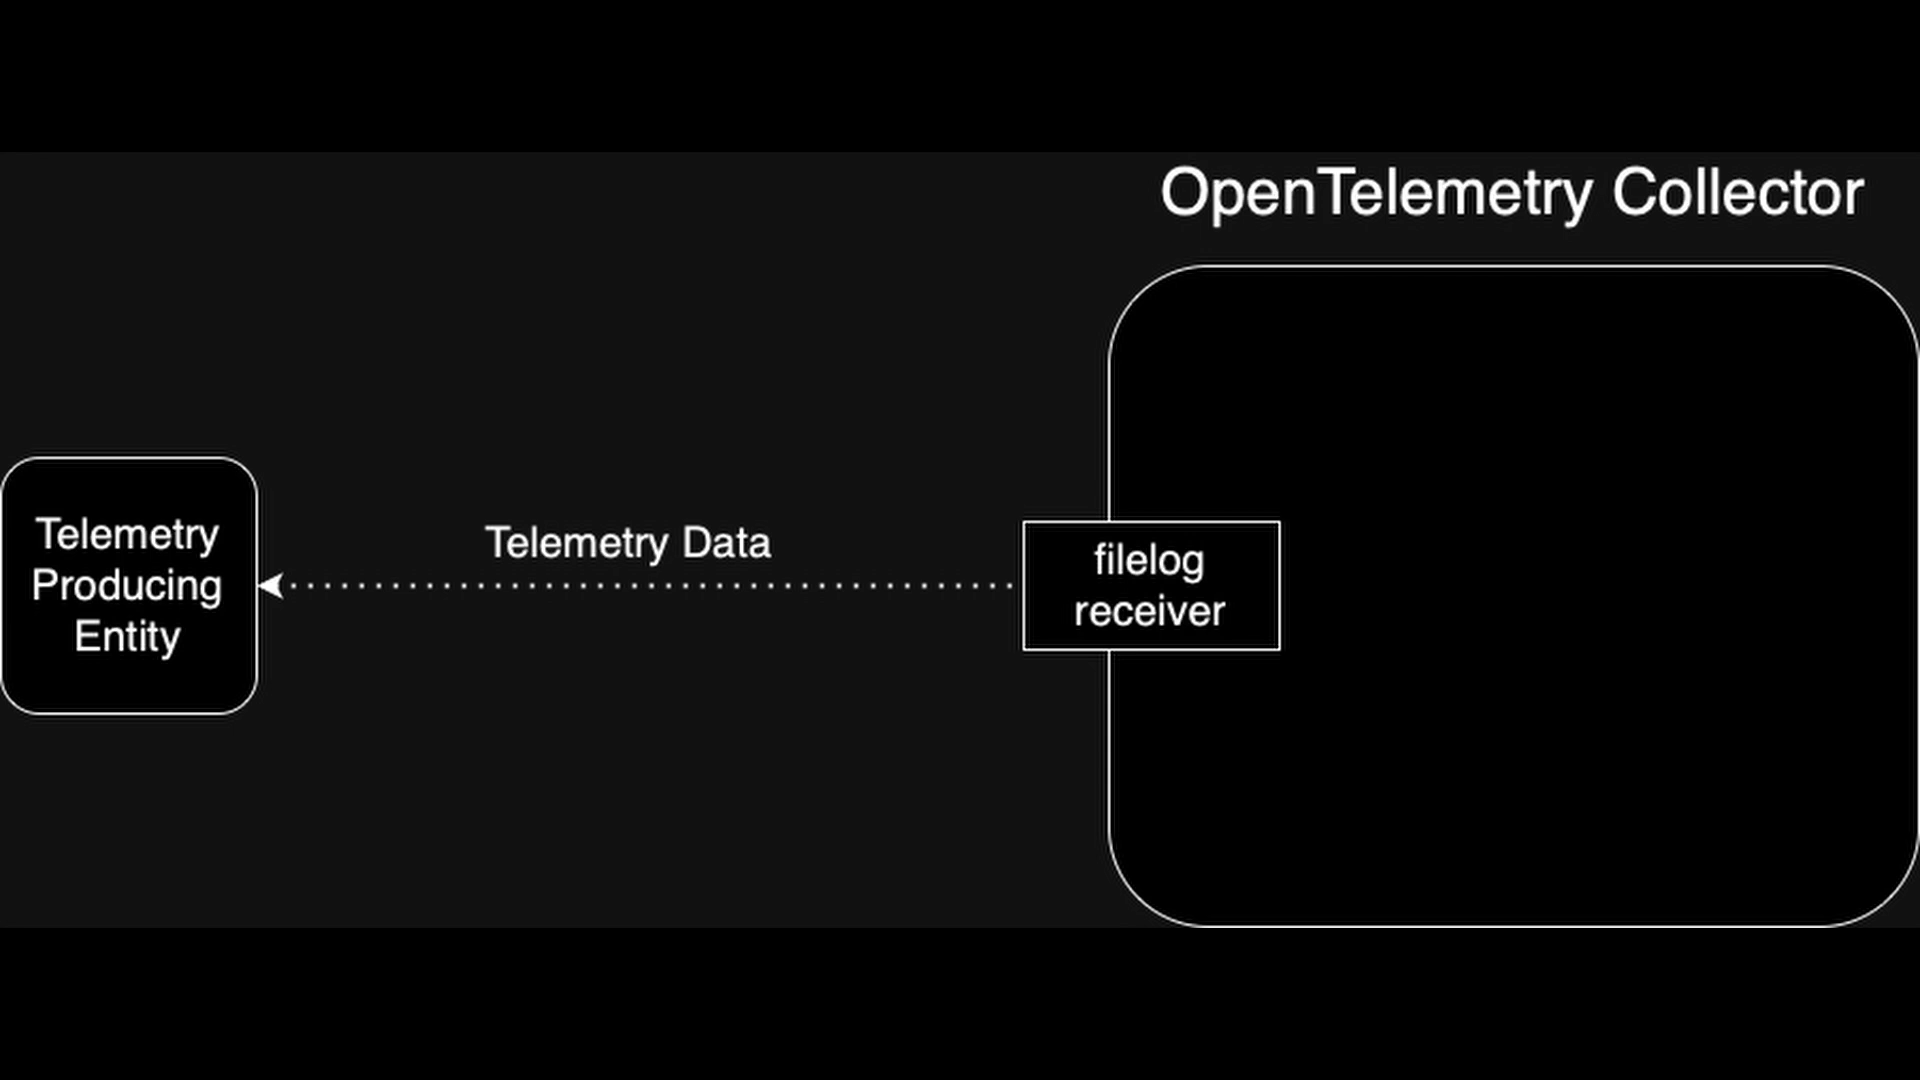 OpenTelemetry Collector
Telemetry
Producing
Entity
Telemetry Data
filelog
receiver